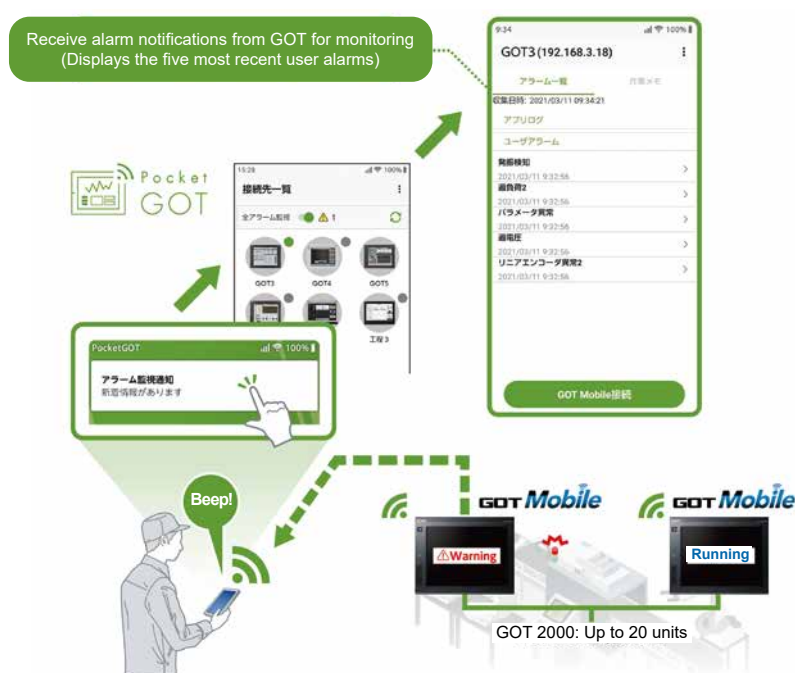 Receive alarm notifications from GOT for monitoring
(Displays the five most recent user alarms)
9:34
100%
GOT3(192.168.3.18)
アラーム一覧
作業メモ
収集日時: 2021/03/11 09:34:21
アプリログ
ユーザアラーム
発振検知
2021/03/11 9:32:56
過負荷2
2021/03/11 9:32:56
パラメータ異常
2021/03/11 9:32:56
過電圧
2021/03/11 9:32:56
リニアエンコーダ異常2
2021/03/11 9:32:56
GOT Mobile接続
Pocket
GOT
15:28
100%
接続先一覧
全アラーム監視
1
GOT3
GOT4
GOT5
工程3
PocketGOT
100%
アラーム監視通知
新着情報があります
Beep!
GOT Mobile
GOT Mobile
Warning
Running
GOT 2000: Up to 20 units